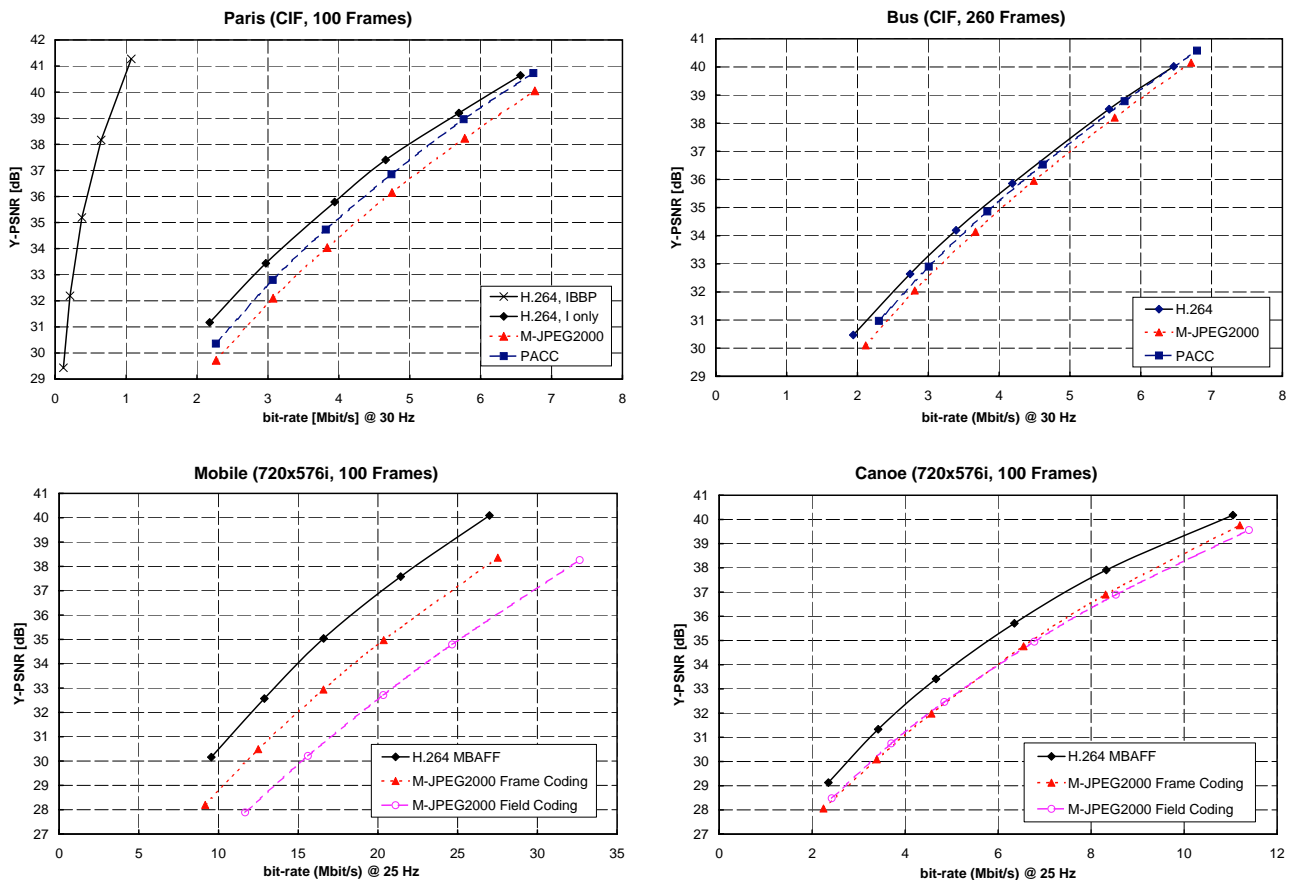 Paris (CIF, 100 Frames)
42
41
40
39
38
37
36
35
34
33
32
31
30
29
Y-PSNR [dB]
0 1 2 3 4 5 6 7 8
bit-rate [Mbit/s] @ 30 Hz
H.264, IBBP
H.264, I only
M-JPEG2000
PACC
Bus (CIF, 260 Frames)
41
40
39
38
37
36
35
34
33
32
31
30
29
Y-PSNR [dB]
0 1 2 3 4 5 6 7 8
bit-rate (Mbit/s) @ 30 Hz
H.264
M-JPEG2000
PACC
Mobile (720x576i, 100 Frames)
41
40
39
38
37
36
35
34
33
32
31
30
29
28
27
Y-PSNR [dB]
0 5 10 15 20 25 30 35
bit-rate (Mbit/s) @ 25 Hz
H.264 MBAFF
M-JPEG2000 Frame Coding
M-JPEG2000 Field Coding
Canoe (720x576i, 100 Frames)
41
40
39
38
37
36
35
34
33
32
31
30
29
28
27
Y-PSNR [dB]
0 2 4 6 8 10 12
bit-rate (Mbit/s) @ 25 Hz
H.264 MBAFF
M-JPEG2000 Frame Coding
M-JPEG2000 Field Coding